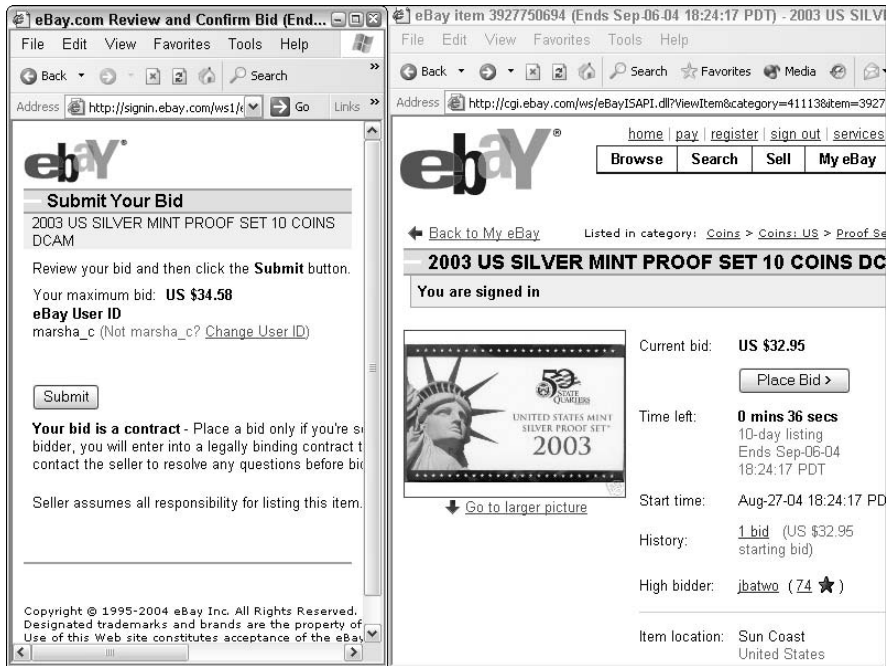 eBay.com Review and Confirm Bid (End...
File Edit View Favorites Tools Help
Back Search »
Address http://signin.ebay.com/ws1/e Go Links »
ebaY®
Submit Your Bid
2003 US SILVER MINT PROOF SET 10 COINS
DCAM
Review your bid and then click the Submit button.
Your maximum bid: US $34.58
eBay User ID
marsha_c (Not marsha_c? Change User ID)
Submit
Your bid is a contract - Place a bid only if you're s
bidder, you will enter into a legally binding contract t
contact the seller to resolve any questions before bid
Seller assumes all responsibility for listing this item.
Copyright © 1995-2004 eBay Inc. All Rights Reserved.
Designated trademarks and brands are the property of
Use of this Web site constitutes acceptance of the eBay
eBay item 3927750694 (Ends Sep-06-04 18:24:17 PDT) - 2003 US SILV
File Edit View Favorites Tools Help
Back Search Favorites Media
Address http://cgi.ebay.com/ws/eBayISAPI.dll?ViewItem&category=41113&item=3927
ebaY®
home | pay | register | sign out | services
Browse Search Sell My eBay
Back to My eBay Listed in category: Coins > Coins: US > Proof Se
2003 US SILVER MINT PROOF SET 10 COINS DC
You are signed in
50
STATE
QUARTERS
UNITED STATES MINT
SILVER PROOF SET
2003
Go to larger picture
Current bid: US $32.95
Place Bid >
Time left: 0 mins 36 secs
10-day listing
Ends Sep-06-04
18:24:17 PDT
Start time: Aug-27-04 18:24:17 PD
History: 1 bid (US $32.95
starting bid)
High bidder: jbatwo (74 ★)
Item location: Sun Coast
United States